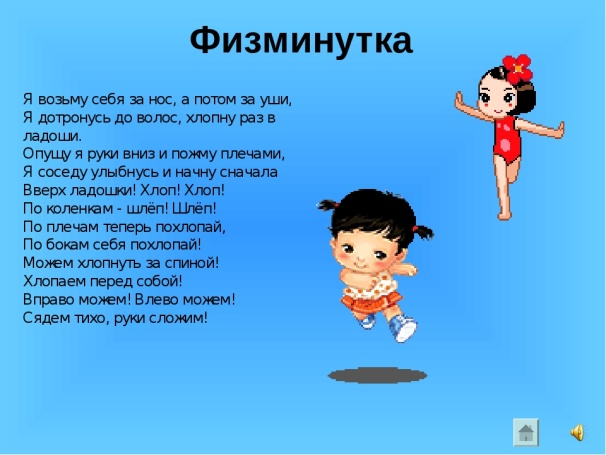 Физминутка
Я возьму себя за нос, а потом за уши,
Я дотронусь до волос, хлопну раз в
ладоши.
Опущу я руки вниз и пожму плечами,
Я соседу улыбнусь и начну сначала
Вверх ладошки! Хлоп! Хлоп!
По коленкам - шлёп! Шлёп!
По плечам теперь похлопай,
По бокам себя похлопай!
Можем хлопнуть за спиной!
Хлопаем перед собой!
Вправо можем! Влево можем!
Сядем тихо, руки сложим!